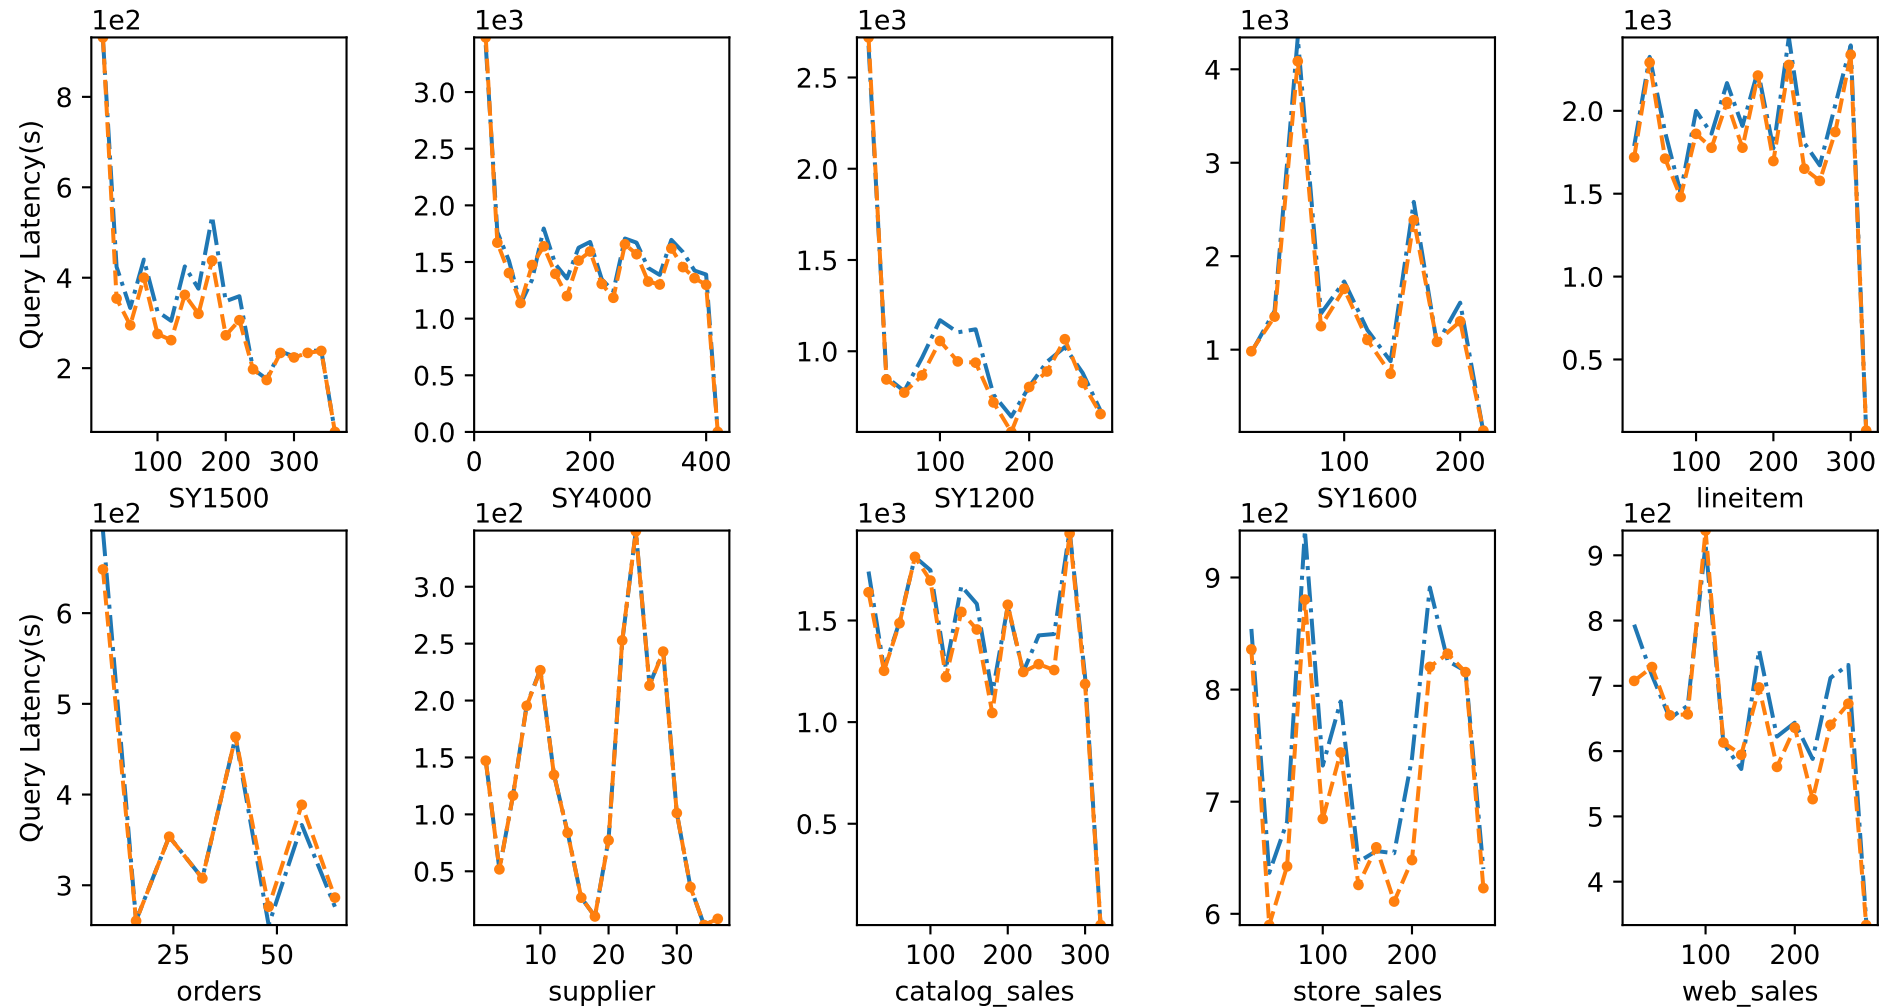 1e2 1e3 1e3 1e3 1e3
Query Latency(s)
8
6
4
2
100 200 300
SY1500
3.0
2.5
2.0
1.5
1.0
0.5
0.0
0 200 400
SY4000
2.5
2.0
1.5
1.0
100 200
SY1200
4
3
2
1
100 200
SY1600
2.0
1.5
1.0
0.5
100 200 300
lineitem
1e2 1e2 1e3 1e2 1e2
Query Latency(s)
6
5
4
3
25 50
orders
3.0
2.5
2.0
1.5
1.0
0.5
10 20 30
supplier
1.5
1.0
0.5
100 200 300
catalog_sales
9
8
7
6
100 200
store_sales
9
8
7
6
5
4
100 200
web_sales